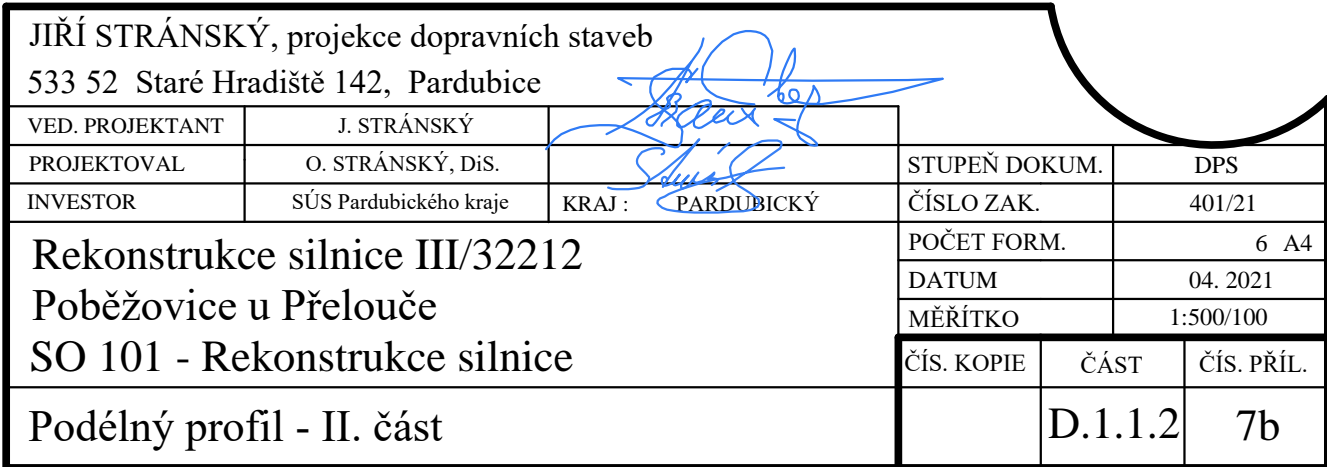 JIŘÍ STRÁNSKÝ, projekce dopravních staveb
533 52 Staré Hradiště 142, Pardubice
VED. PROJEKTANT J. STRÁNSKÝ
PROJEKTOVAL O. STRÁNSKÝ, DiS.
INVESTOR SÚS Pardubického kraje KRAJ : PARDUBICKÝ
STUPEŇ DOKUM. DPS
ČÍSLO ZAK. 401/21
POČET FORM. 6 A4
DATUM 04. 2021
MĚŘÍTKO 1:500/100
Rekonstrukce silnice III/32212
Poběžovice u Přelouče
SO 101 - Rekonstrukce silnice
Podélný profil - II. část
ČÍS. KOPIE ČÁST ČÍS. PŘÍL.
D.1.1.2 7b